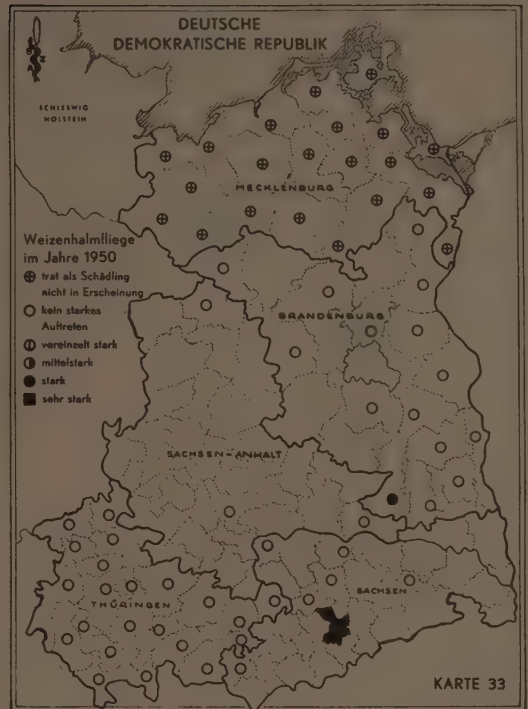 DEUTSCHE
DEMOKRATISCHE REPUBLIK
SCHLESWIG
HOLSTEIN
MECKLENBURG
Weizenhalmfliege
im Jahre 1950
trat als Schädling
nicht in Erscheinung
kein starkes
Auftreten
vereinzelt stark
mittelstark
stark
sehr stark
BRANDENBURG
SACHSEN-ANHALT
THÜRINGEN
SACHSEN
KARTE 33